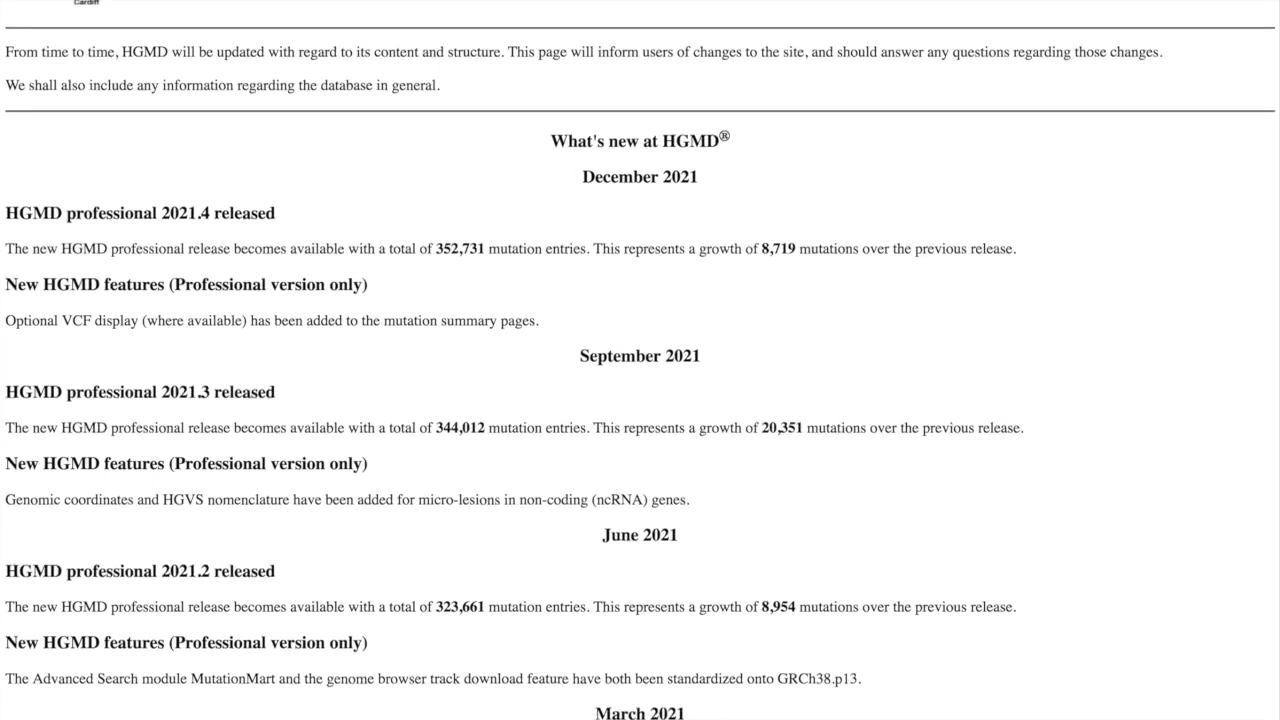 Cardiff
From time to time, HGMD will be updated with regard to its content and structure. This page will inform users of changes to the site, and should answer any questions regarding those changes.
We shall also include any information regarding the database in general.
What's new at HGMD®
December 2021
HGMD professional 2021.4 released
The new HGMD professional release becomes available with a total of 352,731 mutation entries. This represents a growth of 8,719 mutations over the previous release.
New HGMD features (Professional version only)
Optional VCF display (where available) has been added to the mutation summary pages.
September 2021
HGMD professional 2021.3 released
The new HGMD professional release becomes available with a total of 344,012 mutation entries. This represents a growth of 20,351 mutations over the previous release.
New HGMD features (Professional version only)
Genomic coordinates and HGVS nomenclature have been added for micro-lesions in non-coding (ncRNA) genes.
June 2021
HGMD professional 2021.2 released
The new HGMD professional release becomes available with a total of 323,661 mutation entries. This represents a growth of 8,954 mutations over the previous release.
New HGMD features (Professional version only)
The Advanced Search module MutationMart and the genome browser track download feature have both been standardized onto GRCh38.p13.
March 2021